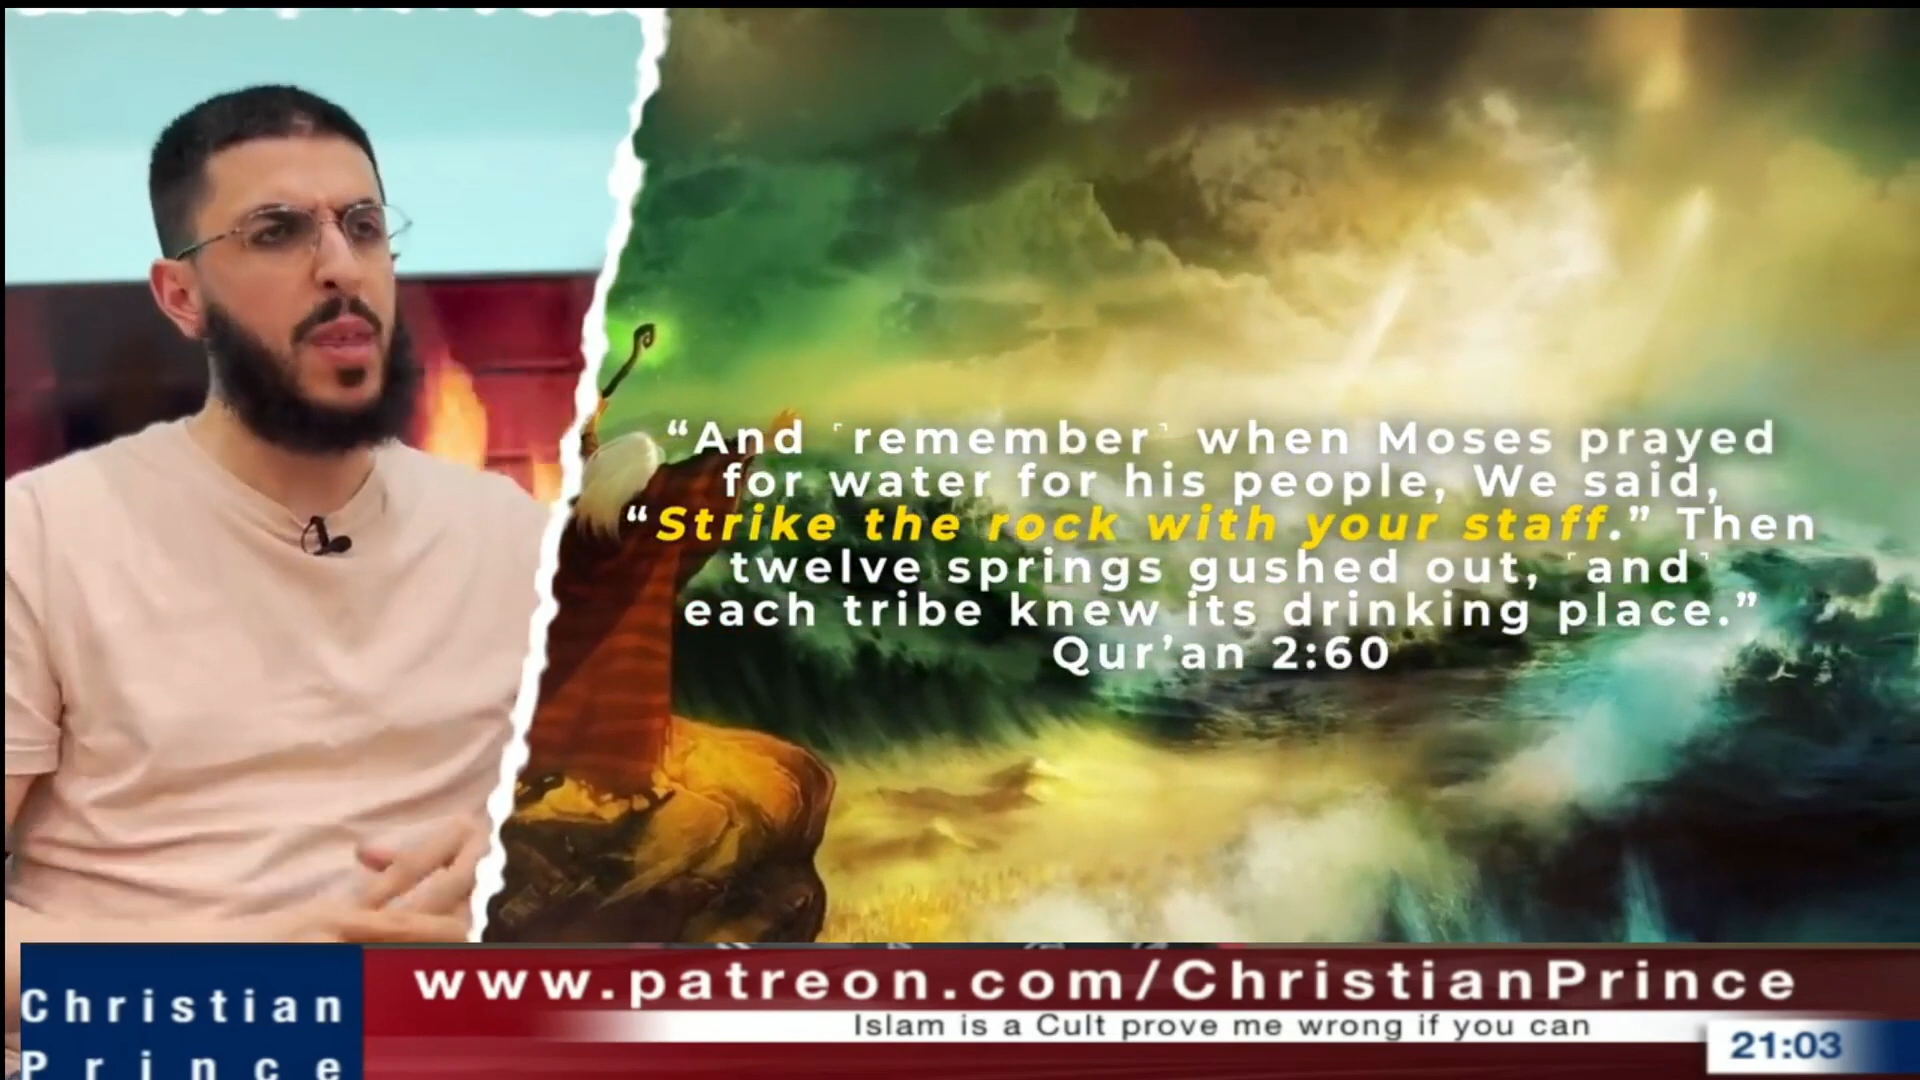 “And ˹remember˺ when Moses prayed
for water for his people, We said,
“Strike the rock with your staff.” Then
twelve springs gushed out, ˹and˺
each tribe knew its drinking place.”
Qur’an 2:60
Christian
Prince
www.patreon.com/ChristianPrince
Islam is a Cult prove me wrong if you can
21:03